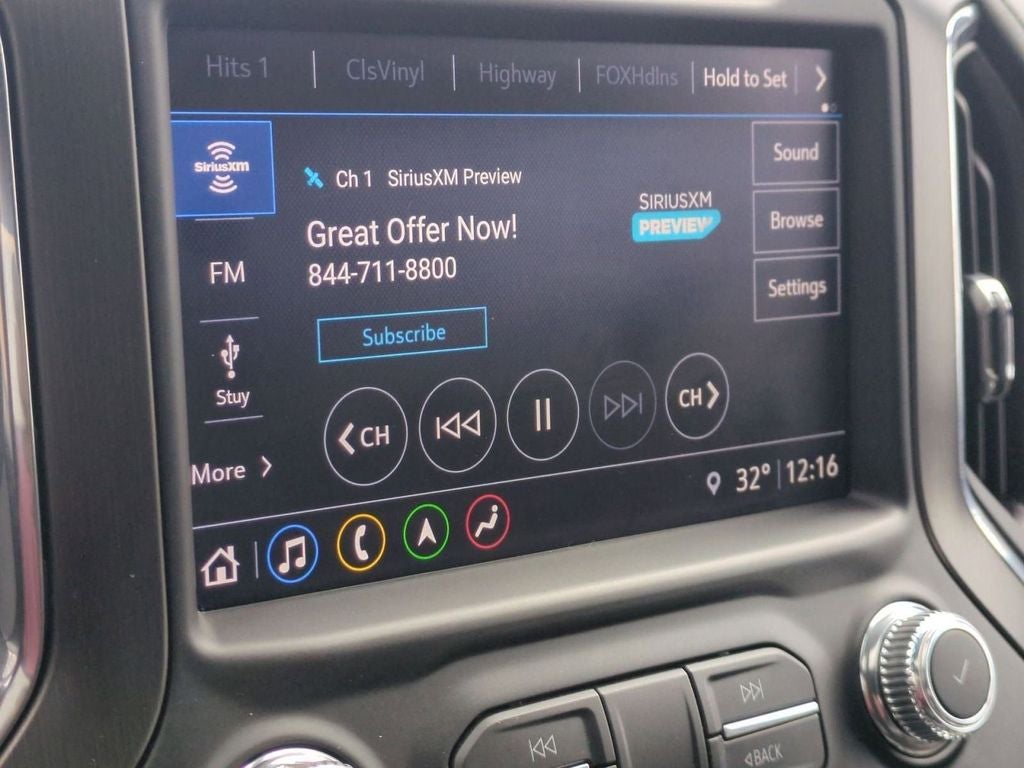 Hits 1 ClsVinyl Highway FOXHdlns Hold to Set
SiriusXM
Ch 1 SiriusXM Preview
SIRIUSXM
PREVIEW
Sound
Great Offer Now!
844-711-8800
Browse
FM
Settings
Subscribe
Stuy
CH
CH
More
32° 12:16
BACK